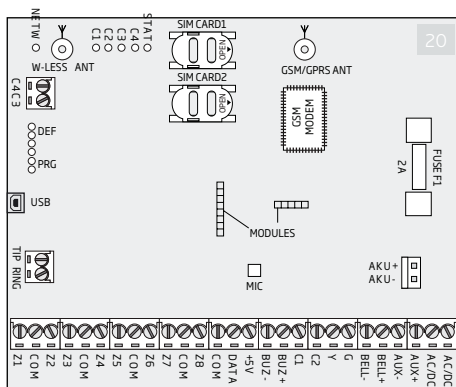 NETW
C1
C2
C3
C4
STAT
W-LESS ANT
SIM CARD1
OPEN
SIM CARD2
OPEN
GSM/GPRS ANT
20
C4 C3
GSM MODEM
DEF
PRG
FUSE F1
2A
USB
MODULES
TIP RING
MIC
AKU+
AKU-
Z1
COM
Z2
Z3
COM
Z4
Z5
COM
Z6
Z7
COM
Z8
COM
DATA
+5V
BUZ-
BUZ+
C1
C2
Y
G
BELL-
BELL+
AUX-
AUX+
AC/DC
AC/DC